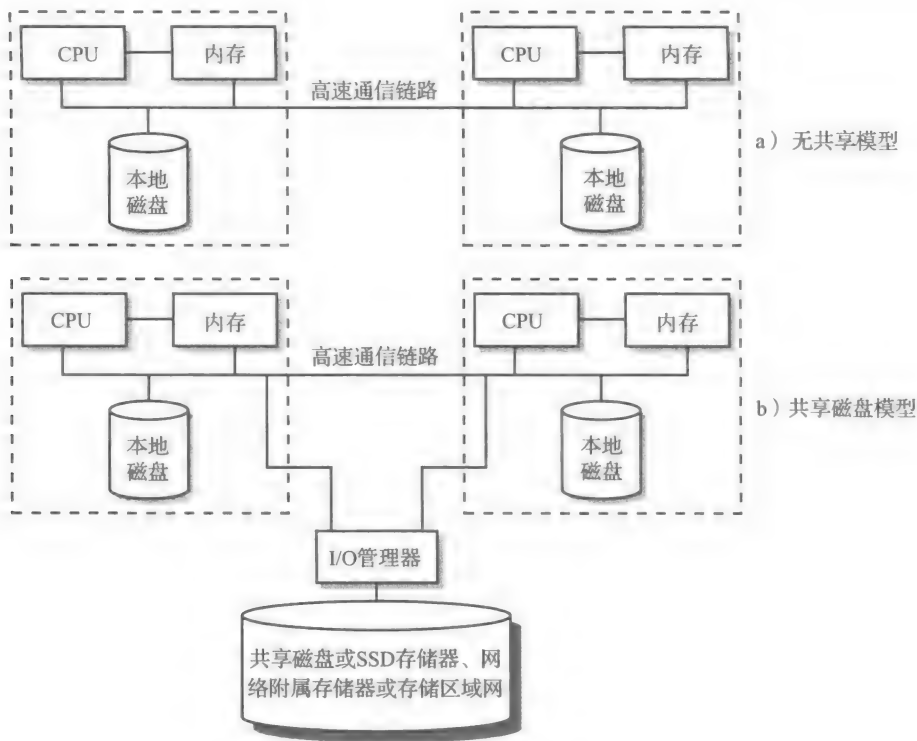 CPU
内存
CPU
内存
高速通信链路
本地
磁盘
本地
磁盘
a）无共享模型
CPU
内存
CPU
内存
高速通信链路
本地
磁盘
本地
磁盘
b）共享磁盘模型
I/O管理器
共享磁盘或SSD存储器、网
络附属存储器或存储区域网